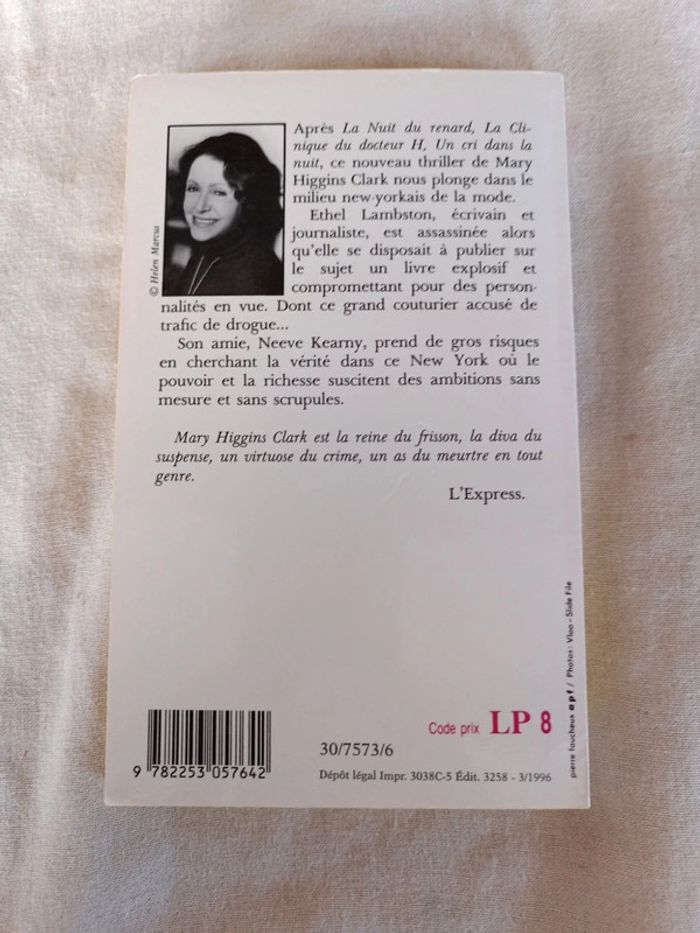 Après La Nuit du renard, La Cli-
nique du docteur H, Un cri dans la
nuit, ce nouveau thriller de Mary
Higgins Clark nous plonge dans le
milieu new-yorkais de la mode.
Ethel Lambston, écrivain et
journaliste, est assassinée alors
qu'elle se disposait à publier sur
le sujet un livre explosif et
compromettant pour des person-
nalités en vue. Dont ce grand couturier accusé de
trafic de drogue...
Son amie, Neeve Kearny, prend de gros risques
en cherchant la vérité dans ce New York où le
pouvoir et la richesse suscitent des ambitions sans
mesure et sans scrupules.
© Helen Marcus
Mary Higgins Clark est la reine du frisson, la diva du
suspense, un virtuose du crime, un as du meurtre en tout
genre.
L'Express.
pierre faucheux apf / Photos: Vloo - Slide File
9 782253 057642
30/7573/6
Code prix LP 8
Dépôt légal Impr. 3038C-5 Édit. 3258 - 3/1996